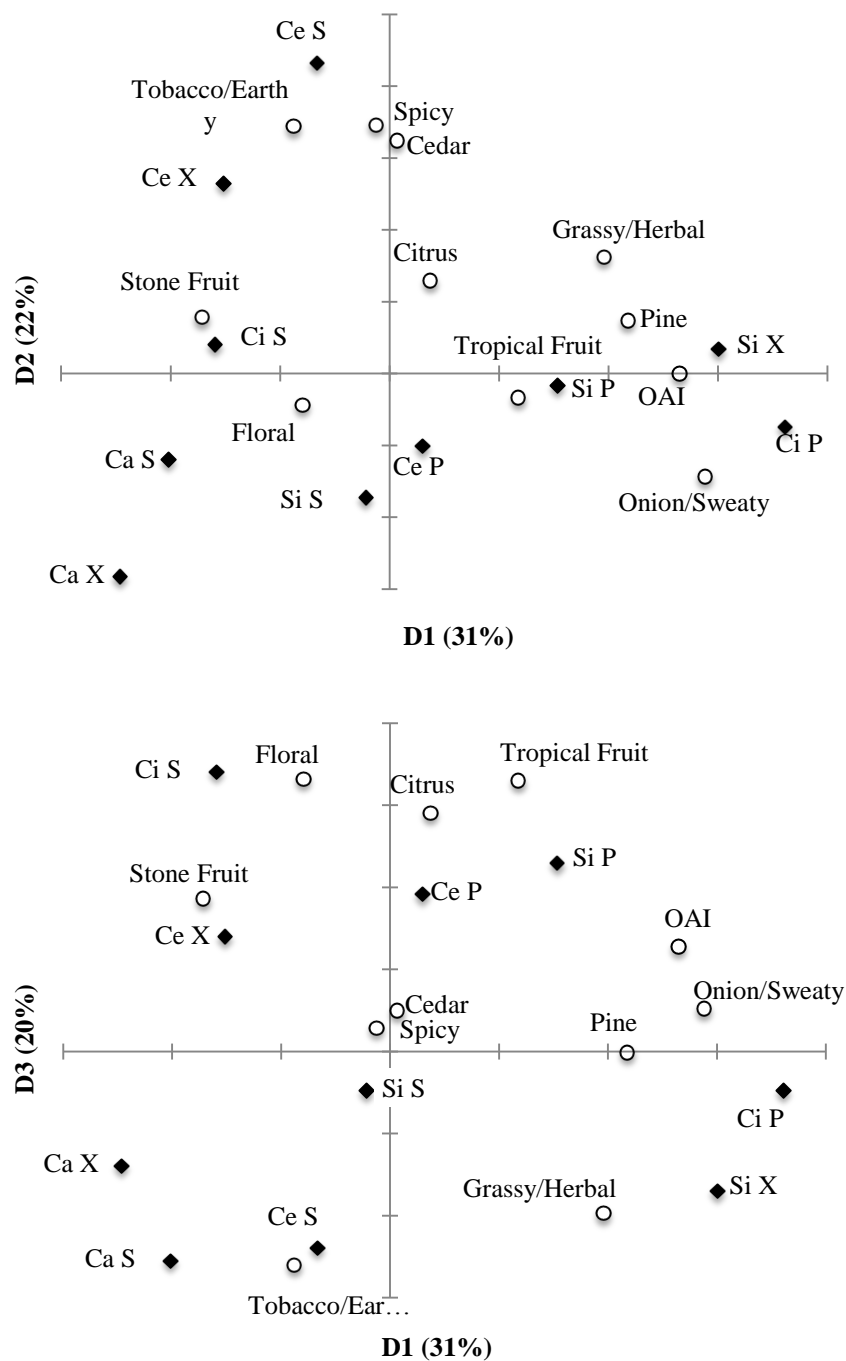 Ce S
Tobacco/Earth
y
Spicy
Cedar
Ce X
Grassy/Herbal
Citrus
Stone Fruit
Pine
Ci S
Tropical Fruit
Si X
D2 (22%)
Si P
OAI
Floral
Ca S
Ce P
Ci P
Si S
Onion/Sweaty
Ca X
D1 (31%)
Floral
Tropical Fruit
Ci S
Citrus
Si P
Stone Fruit
Ce P
OAI
Ce X
Onion/Sweaty
Cedar
Pine
Spicy
D3 (20%)
Si S
Ci P
Ca X
Grassy/Herbal
Si X
Ce S
Ca S
Tobacco/Ear…
D1 (31%)